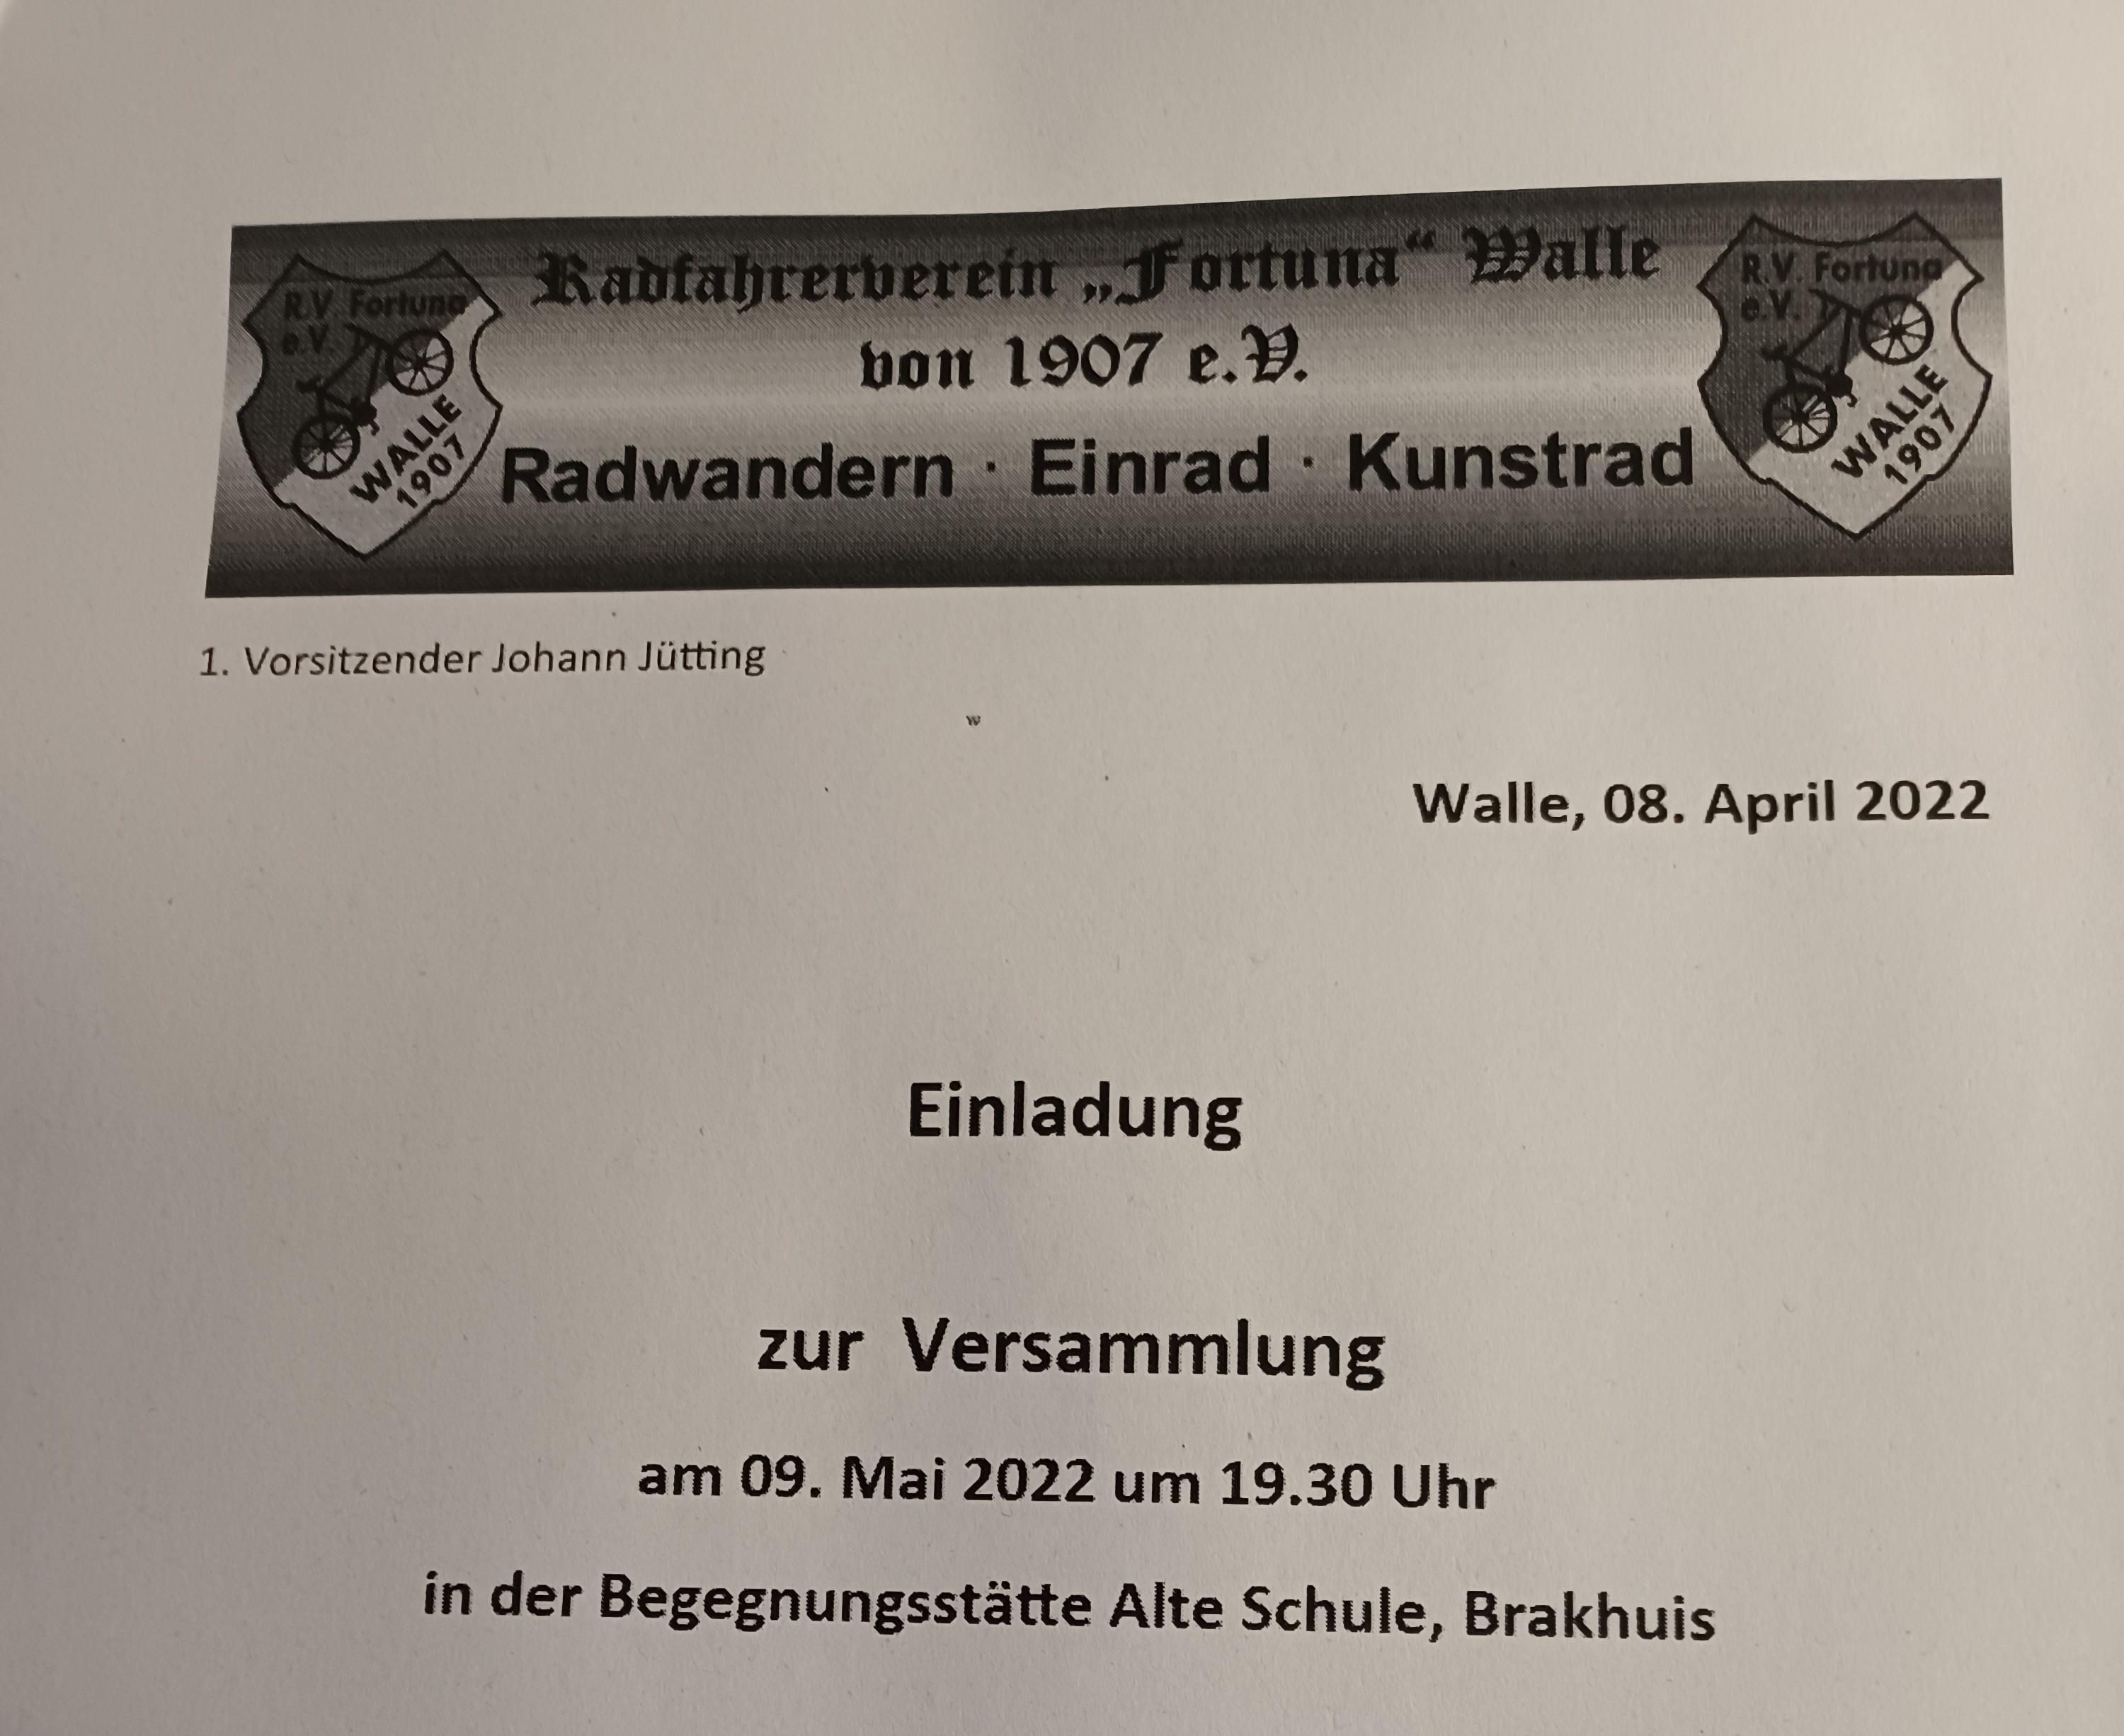 Radfahrerverein „Fortuna“ Walle
von 1907 e.V.
Radwandern · Einrad · Kunstrad
R.V. Fortuna
e.V.
WALLE
1907
R.V. Fortuna
e.V.
WALLE
1907
1. Vorsitzender Johann Jütting
w
Walle, 08. April 2022
Einladung
zur Versammlung
am 09. Mai 2022 um 19.30 Uhr
in der Begegnungsstätte Alte Schule, Brakhuis